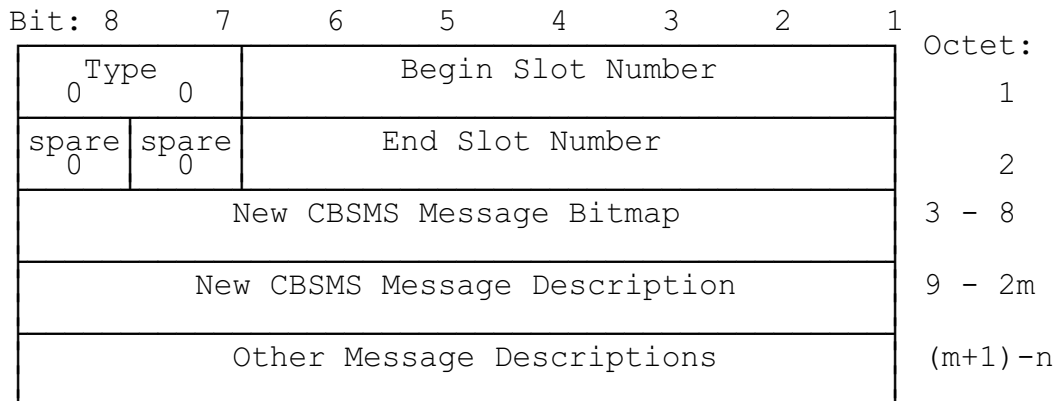 Bit: 8 7 6 5 4 3 2 1
Octet:
Type Begin Slot Number
0 0 1
spare spare End Slot Number
0 0 2
New CBSMS Message Bitmap 3 - 8
New CBSMS Message Description 9 - 2m
Other Message Descriptions (m+1)-n